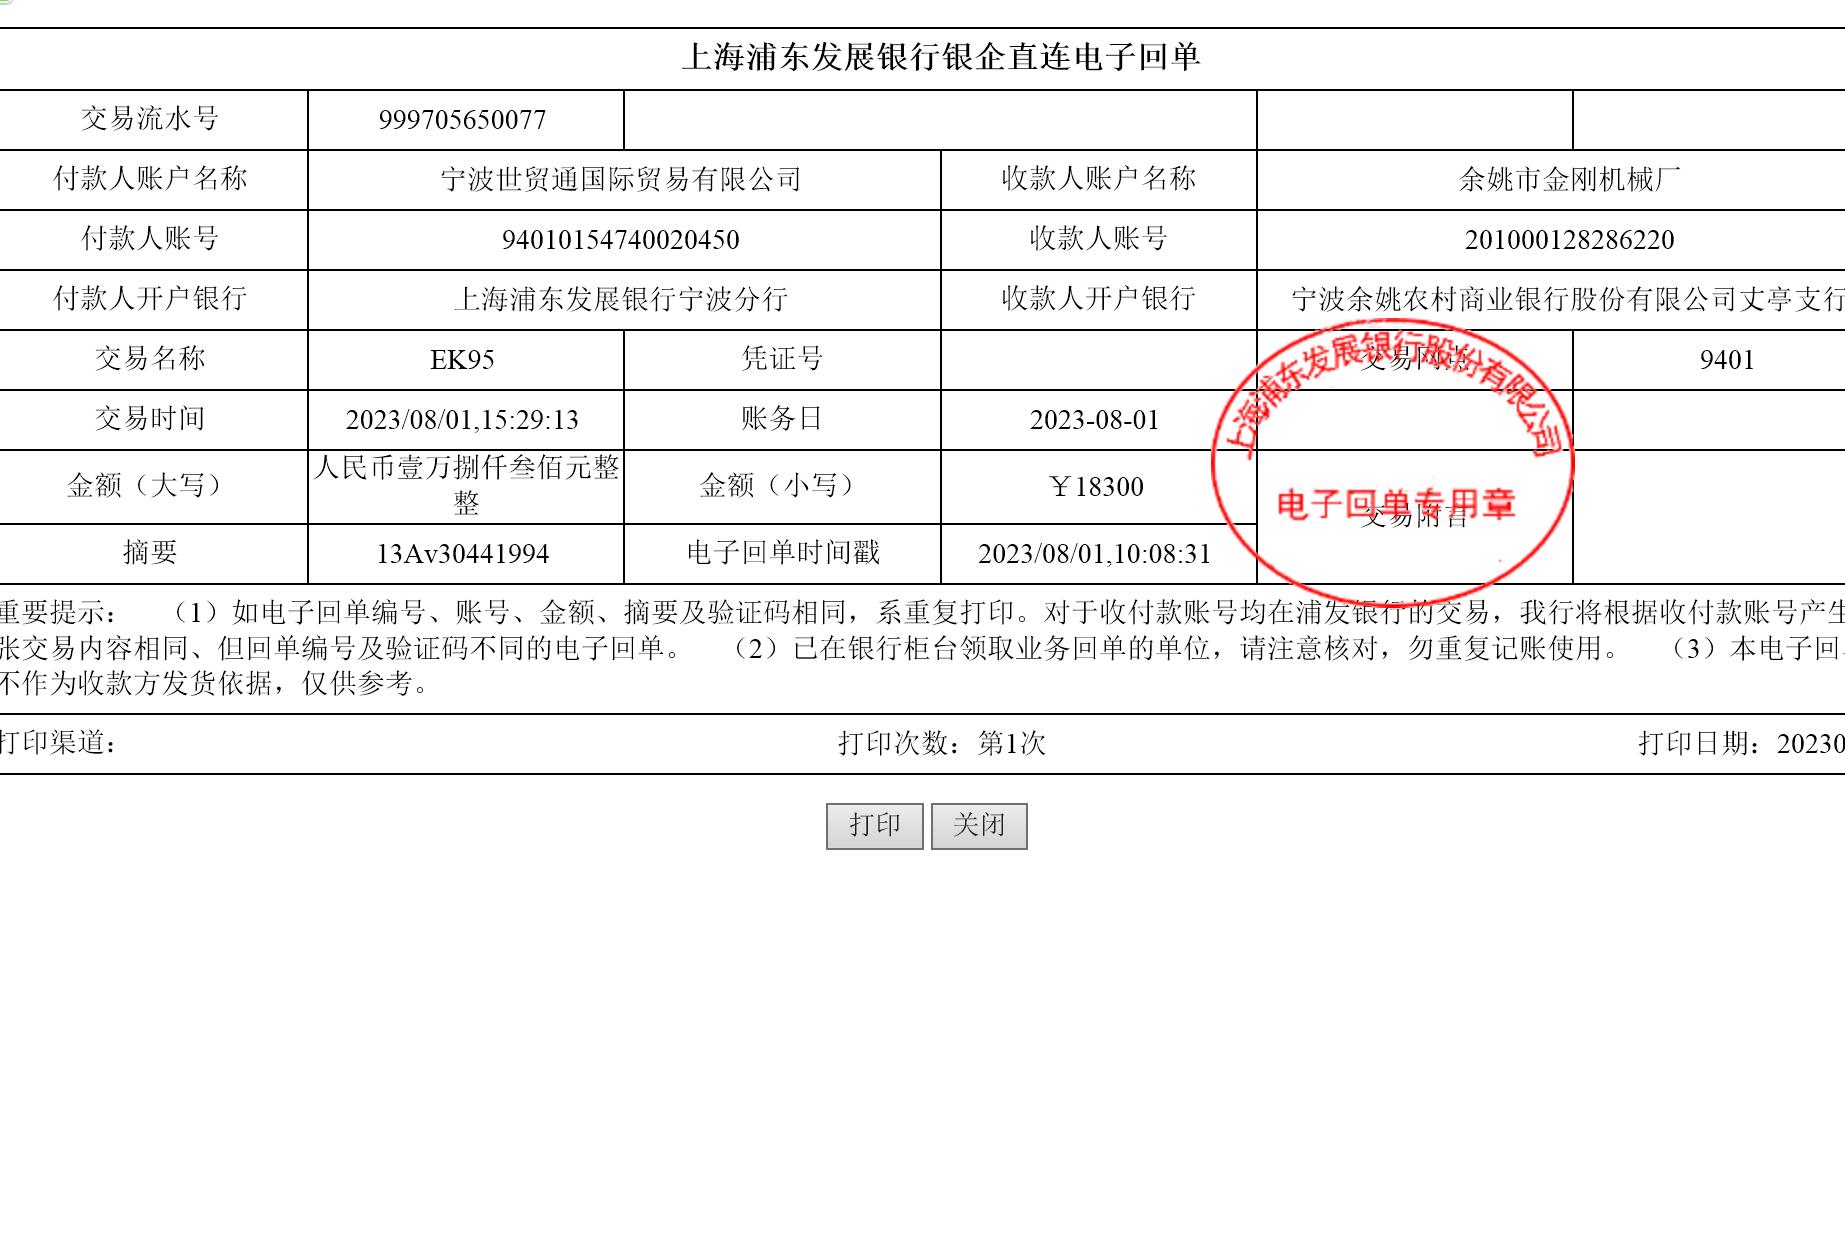 上海浦东发展银行银企直连电子回单
交易流水号 999705650077
付款人账户名称 宁波世贸通国际贸易有限公司 收款人账户名称 余姚市金刚机械厂
付款人账号 94010154740020450 收款人账号 201000128286220
付款人开户银行 上海浦东发展银行宁波分行 收款人开户银行 宁波余姚农村商业银行股份有限公司丈亭支行
交易名称 EK95 凭证号 交易网点 9401
交易时间 2023/08/01,15:29:13 账务日 2023-08-01
金额（大写） 人民币壹万捌仟叁佰元整
整 金额（小写） ￥18300
交易附言
摘要 13Av30441994 电子回单时间戳 2023/08/01,10:08:31
上海浦东发展银行股份有限公司
电子回单专用章
重要提示： （1）如电子回单编号、账号、金额、摘要及验证码相同，系重复打印。对于收付款账号均在浦发银行的交易，我行将根据收付款账号产生
张交易内容相同、但回单编号及验证码不同的电子回单。 （2）已在银行柜台领取业务回单的单位，请注意核对，勿重复记账使用。 （3）本电子回
不作为收款方发货依据，仅供参考。
打印渠道： 打印次数：第1次 打印日期：20230
打印 关闭